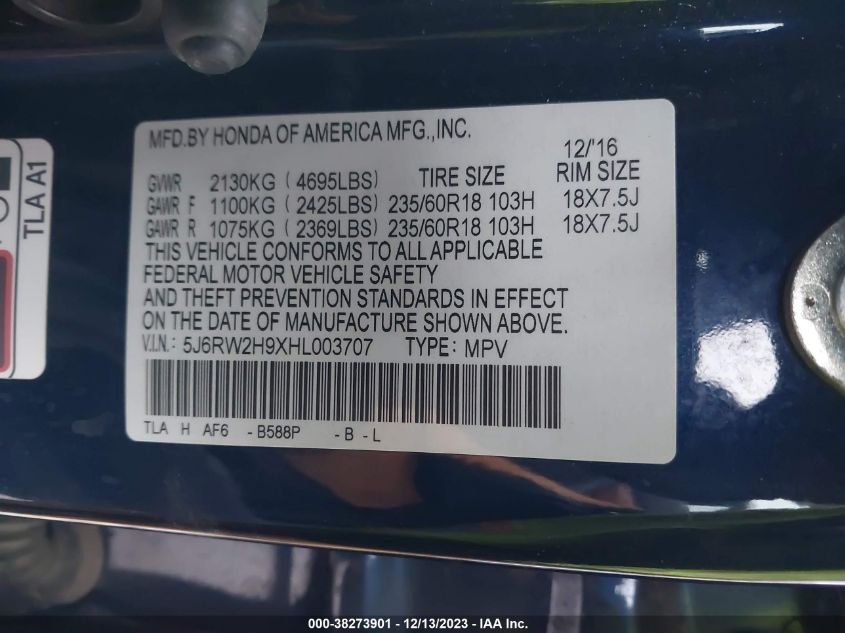 MFD.BY HONDA OF AMERICA MFG.,INC.
12/'16
GVWR 2130KG ( 4695LBS) TIRE SIZE RIM SIZE
GAWR F 1100KG ( 2425LBS) 235/60R18 103H 18X7.5J
GAWR R 1075KG ( 2369LBS) 235/60R18 103H 18X7.5J
THIS VEHICLE CONFORMS TO ALL APPLICABLE
FEDERAL MOTOR VEHICLE SAFETY
AND THEFT PREVENTION STANDARDS IN EFFECT
ON THE DATE OF MANUFACTURE SHOWN ABOVE.
V.I.N.: 5J6RW2H9XHL003707 TYPE: MPV
TLA H AF6 - B588P - B - L
TLA A1
000-38273901 - 12/13/2023 - IAA Inc.